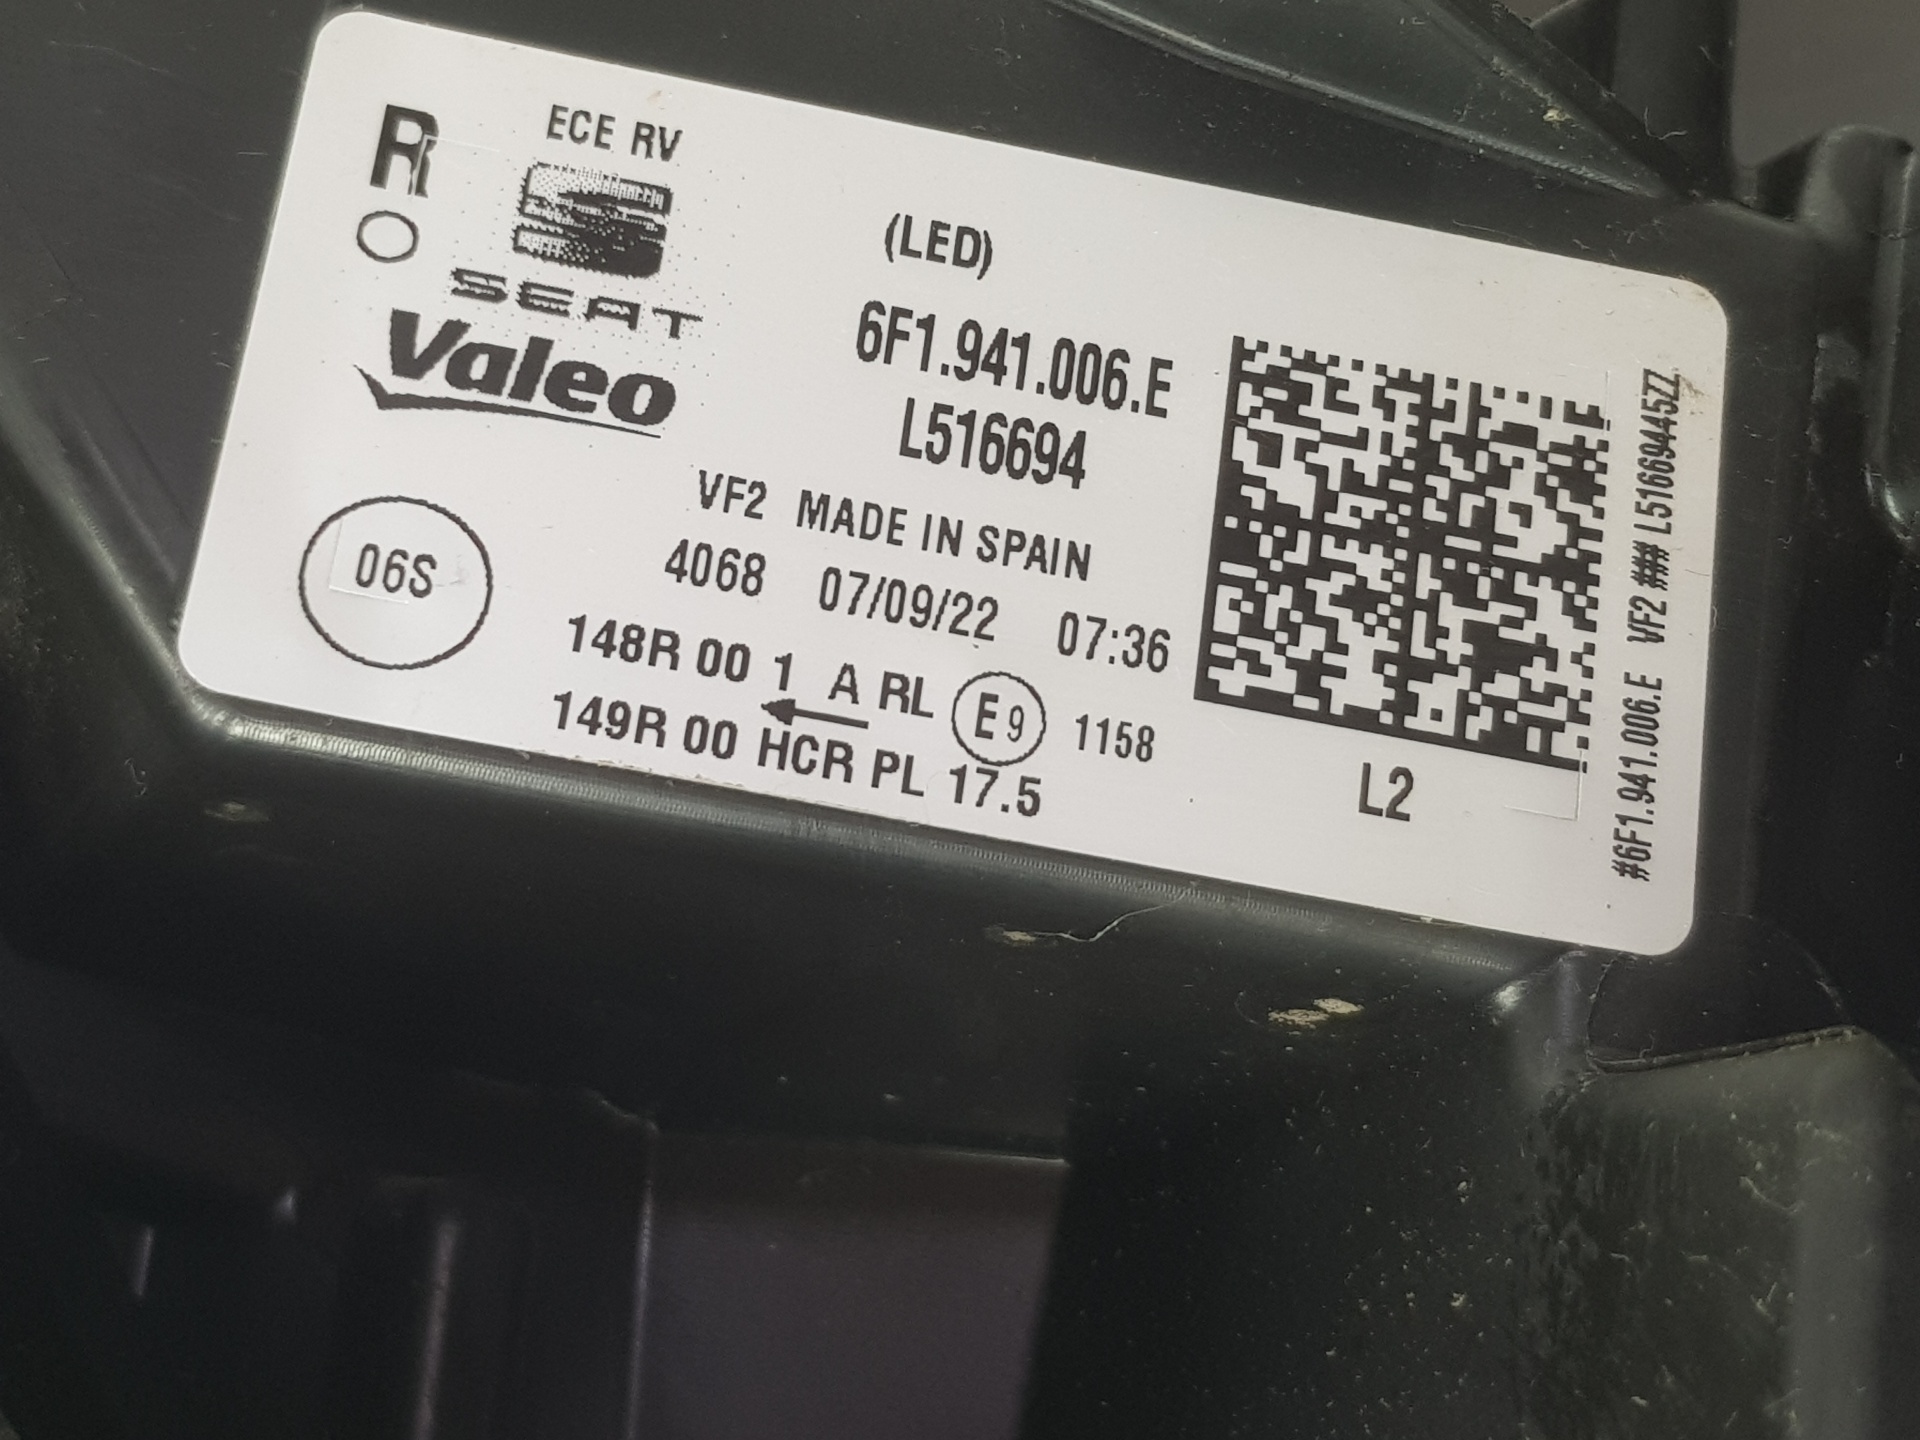 R
ECE RV
SEAT
Valeo
(LED)
6F1.941.006.E
L516694
VF2 MADE IN SPAIN
4068 07/09/22 07:36
06S
148R 00 1 A RL E9 1158
149R 00 HCR PL 17.5
L2
#6F1.941.006.E VF2 ### L51669445ZZ